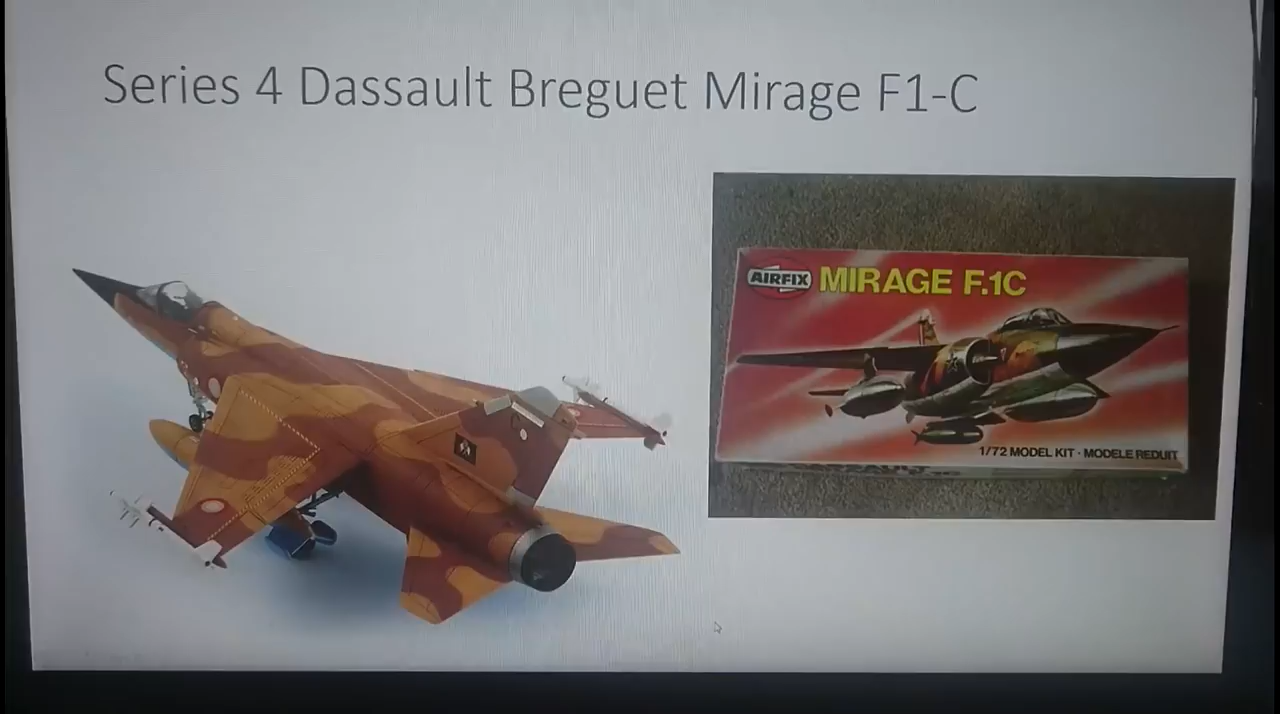 Series 4 Dassault Breguet Mirage F1-C
AIRFIX
MIRAGE F.1C
1/72 MODEL KIT · MODELE REDUIT